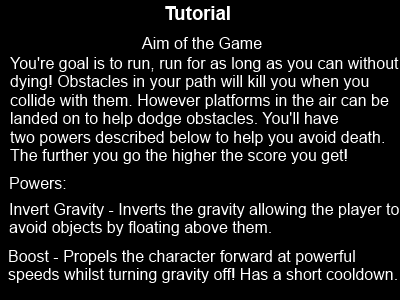 Tutorial
Aim of the Game
You're goal is to run, run for as long as you can without
dying! Obstacles in your path will kill you when you
collide with them. However platforms in the air can be
landed on to help dodge obstacles. You'll have
two powers described below to help you avoid death.
The further you go the higher the score you get!
Powers:
Invert Gravity - Inverts the gravity allowing the player to
avoid objects by floating above them.
Boost - Propels the character forward at powerful
speeds whilst turning gravity off! Has a short cooldown.